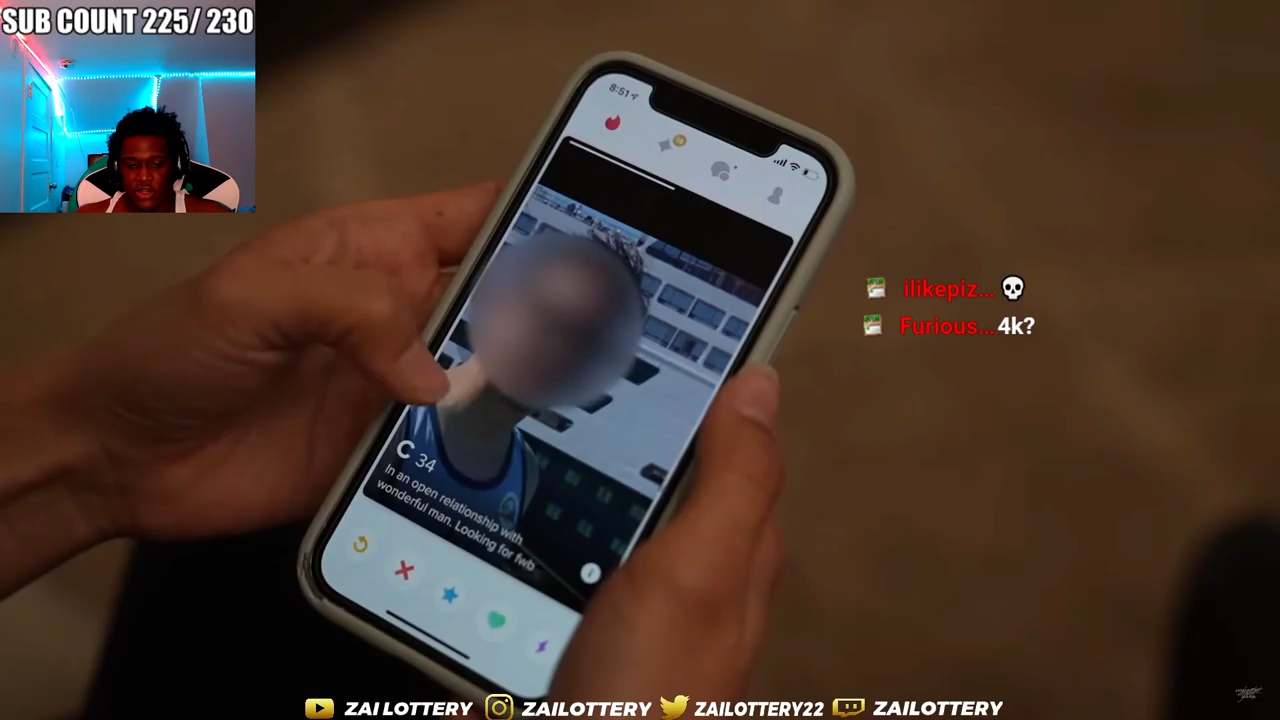 SUB COUNT 225/ 230
8:51
ilikepiz... 💀
Furious... 4k?
C 34
In an open relationship with
wonderful man. Looking for fwb
ZAI LOTTERY ZAILOTTERY ZAILOTTERY22 ZAILOTTERY